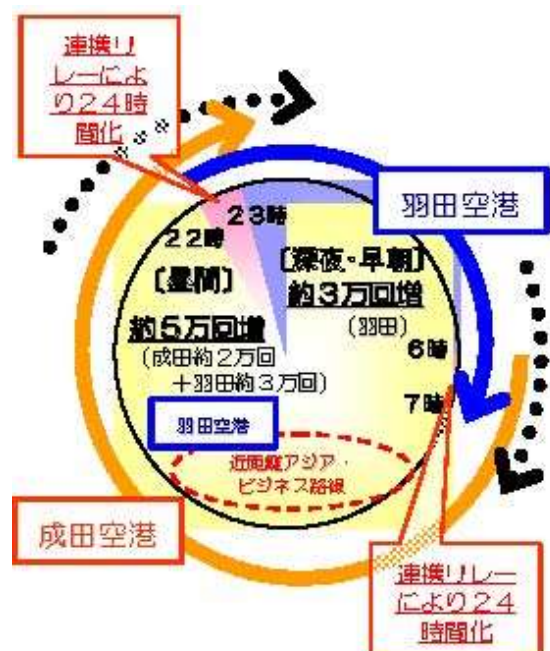 連携リ
レーによ
り２４時
間化
羽田空港
２３時
２２時
〔深夜・早朝〕
約３万回増
（羽田）
〔昼間〕
約５万回増
（成田約２万回
＋羽田約３万回）
６時
７時
羽田空港
近距離アジア・
ビジネス路線
成田空港
連携リレー
により２４
時間化